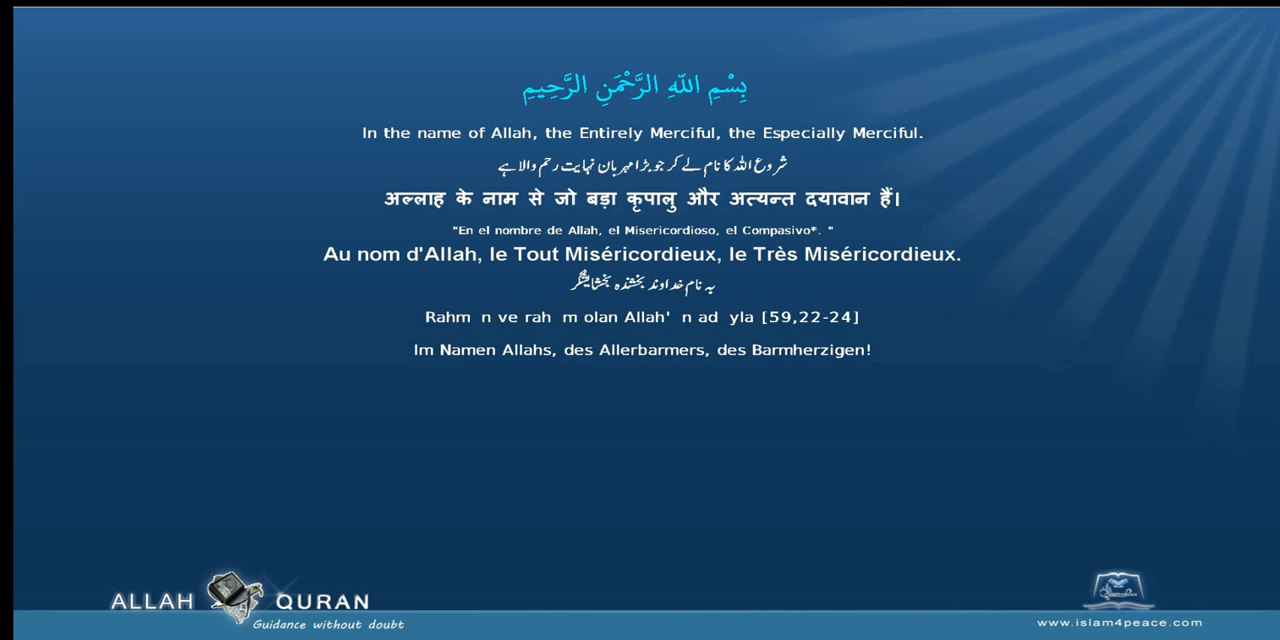 بِسْمِ اللَّهِ الرَّحْمَنِ الرَّحِيمِ
In the name of Allah, the Entirely Merciful, the Especially Merciful.
شروع الله کا نام لے کر جو بڑا مہربان نہایت رحم والا ہے
अल्लाह के नाम से जो बड़ा कृपालु और अत्यन्त दयावान हैं।
"En el nombre de Allah, el Misericordioso, el Compasivo*. "
Au nom d'Allah, le Tout Miséricordieux, le Très Miséricordieux.
به نام خداوند بخشنده بخشایشگر
Rahm n ve rah m olan Allah' n ad yla [59,22-24]
Im Namen Allahs, des Allerbarmers, des Barmherzigen!
ALLAH QURAN
Guidance without doubt
www.islam4peace.com